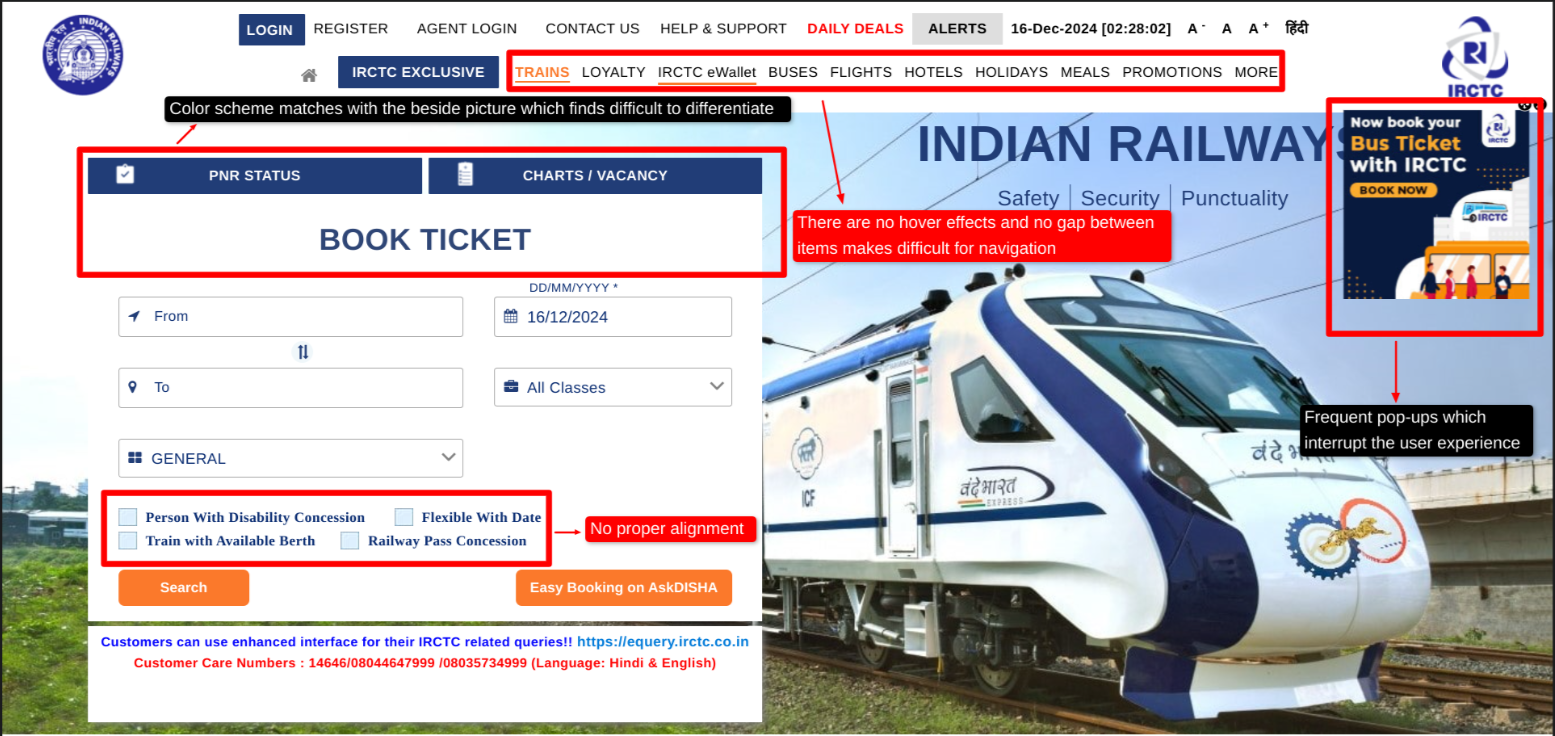 LOGIN REGISTER AGENT LOGIN CONTACT US HELP & SUPPORT DAILY DEALS ALERTS 16-Dec-2024 [02:28:02] A- A A+ हिंदी
IRCTC EXCLUSIVE TRAINS LOYALTY IRCTC eWallet BUSES FLIGHTS HOTELS HOLIDAYS MEALS PROMOTIONS MORE
IRCTC
Color scheme matches with the beside picture which finds difficult to differentiate
INDIAN RAILWAYS
Safety | Security | Punctuality
Now book your
Bus Ticket
with IRCTC
BOOK NOW
IRCTC
IRCTC
PNR STATUS CHARTS / VACANCY
BOOK TICKET
There are no hover effects and no gap between
items makes difficult for navigation
DD/MM/YYYY *
From 16/12/2024
To All Classes
GENERAL
Frequent pop-ups which
interrupt the user experience
Person With Disability Concession Flexible With Date
Train with Available Berth Railway Pass Concession
No proper alignment
Search Easy Booking on AskDISHA
Customers can use enhanced interface for their IRCTC related queries!! https://equery.irctc.co.in
Customer Care Numbers : 14646/08044647999 /08035734999 (Language: Hindi & English)
ICF
वंदे भारत
EXPRESS
वंदे